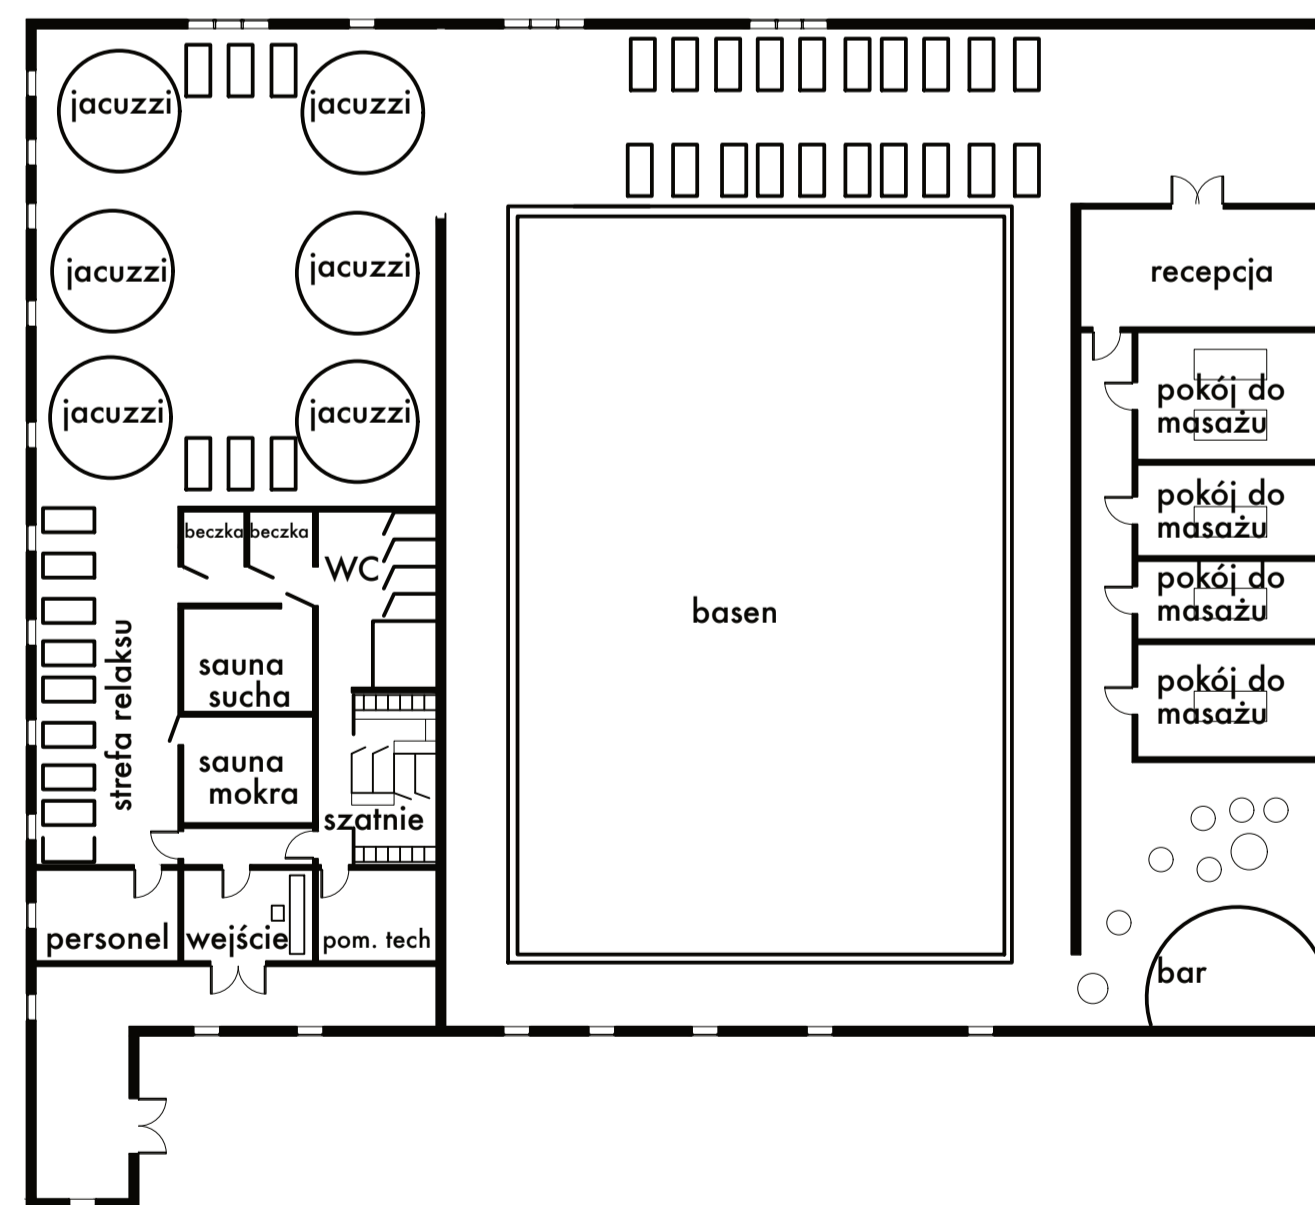 jacuzzi
jacuzzi
jacuzzi
jacuzzi
jacuzzi
jacuzzi
recepcja
pokój do
masażu
pokój do
masażu
pokój do
masażu
pokój do
masażu
beczka
beczka
WC
basen
sauna
sucha
strefa relaksu
sauna
mokra
szatnie
personel
wejście
pom. tech
bar